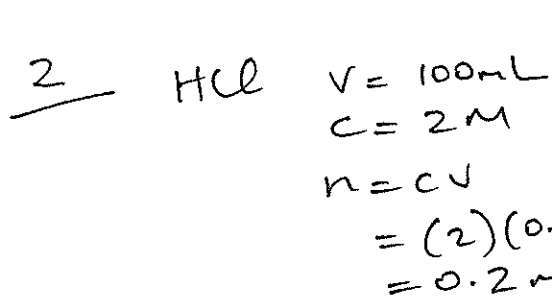 2 HCl V = 100mL
C = 2M
n = cV
= (2)(0.
= 0.2